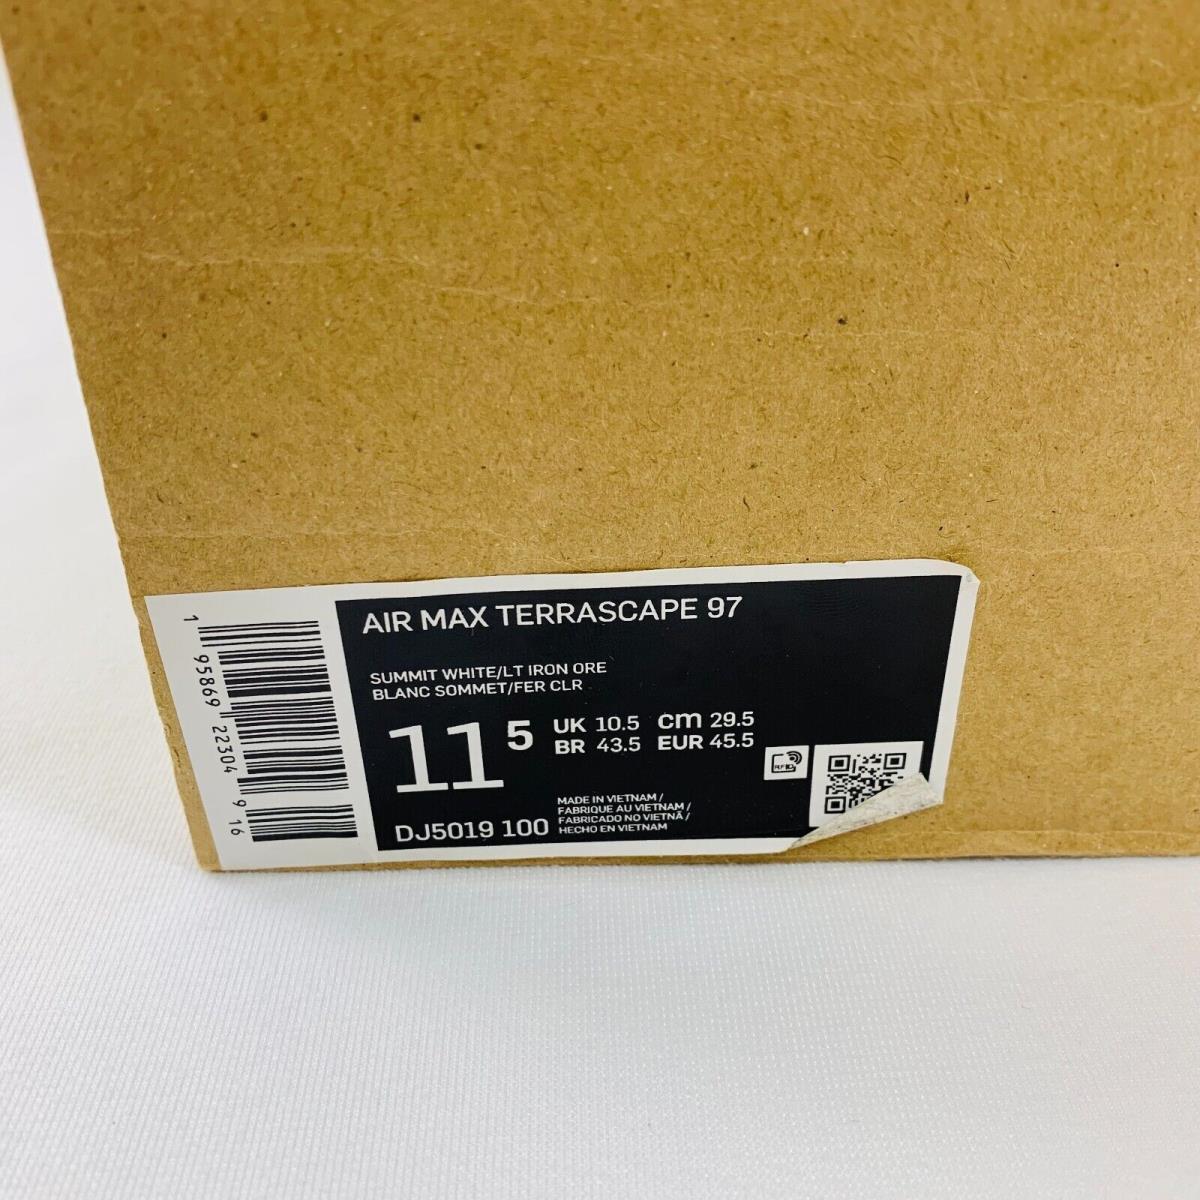 AIR MAX TERRASCAPE 97
SUMMIT WHITE/LT IRON ORE
BLANC SOMMET/FER CLR
11 5 UK 10.5 cm 29.5
BR 43.5 EUR 45.5
DJ5019 100
MADE IN VIETNAM /
FABRIQUE AU VIETNAM /
FABRICADO NO VIETNÃ /
HECHO EN VIETNAM
RFID
1 95869 22304 9 16